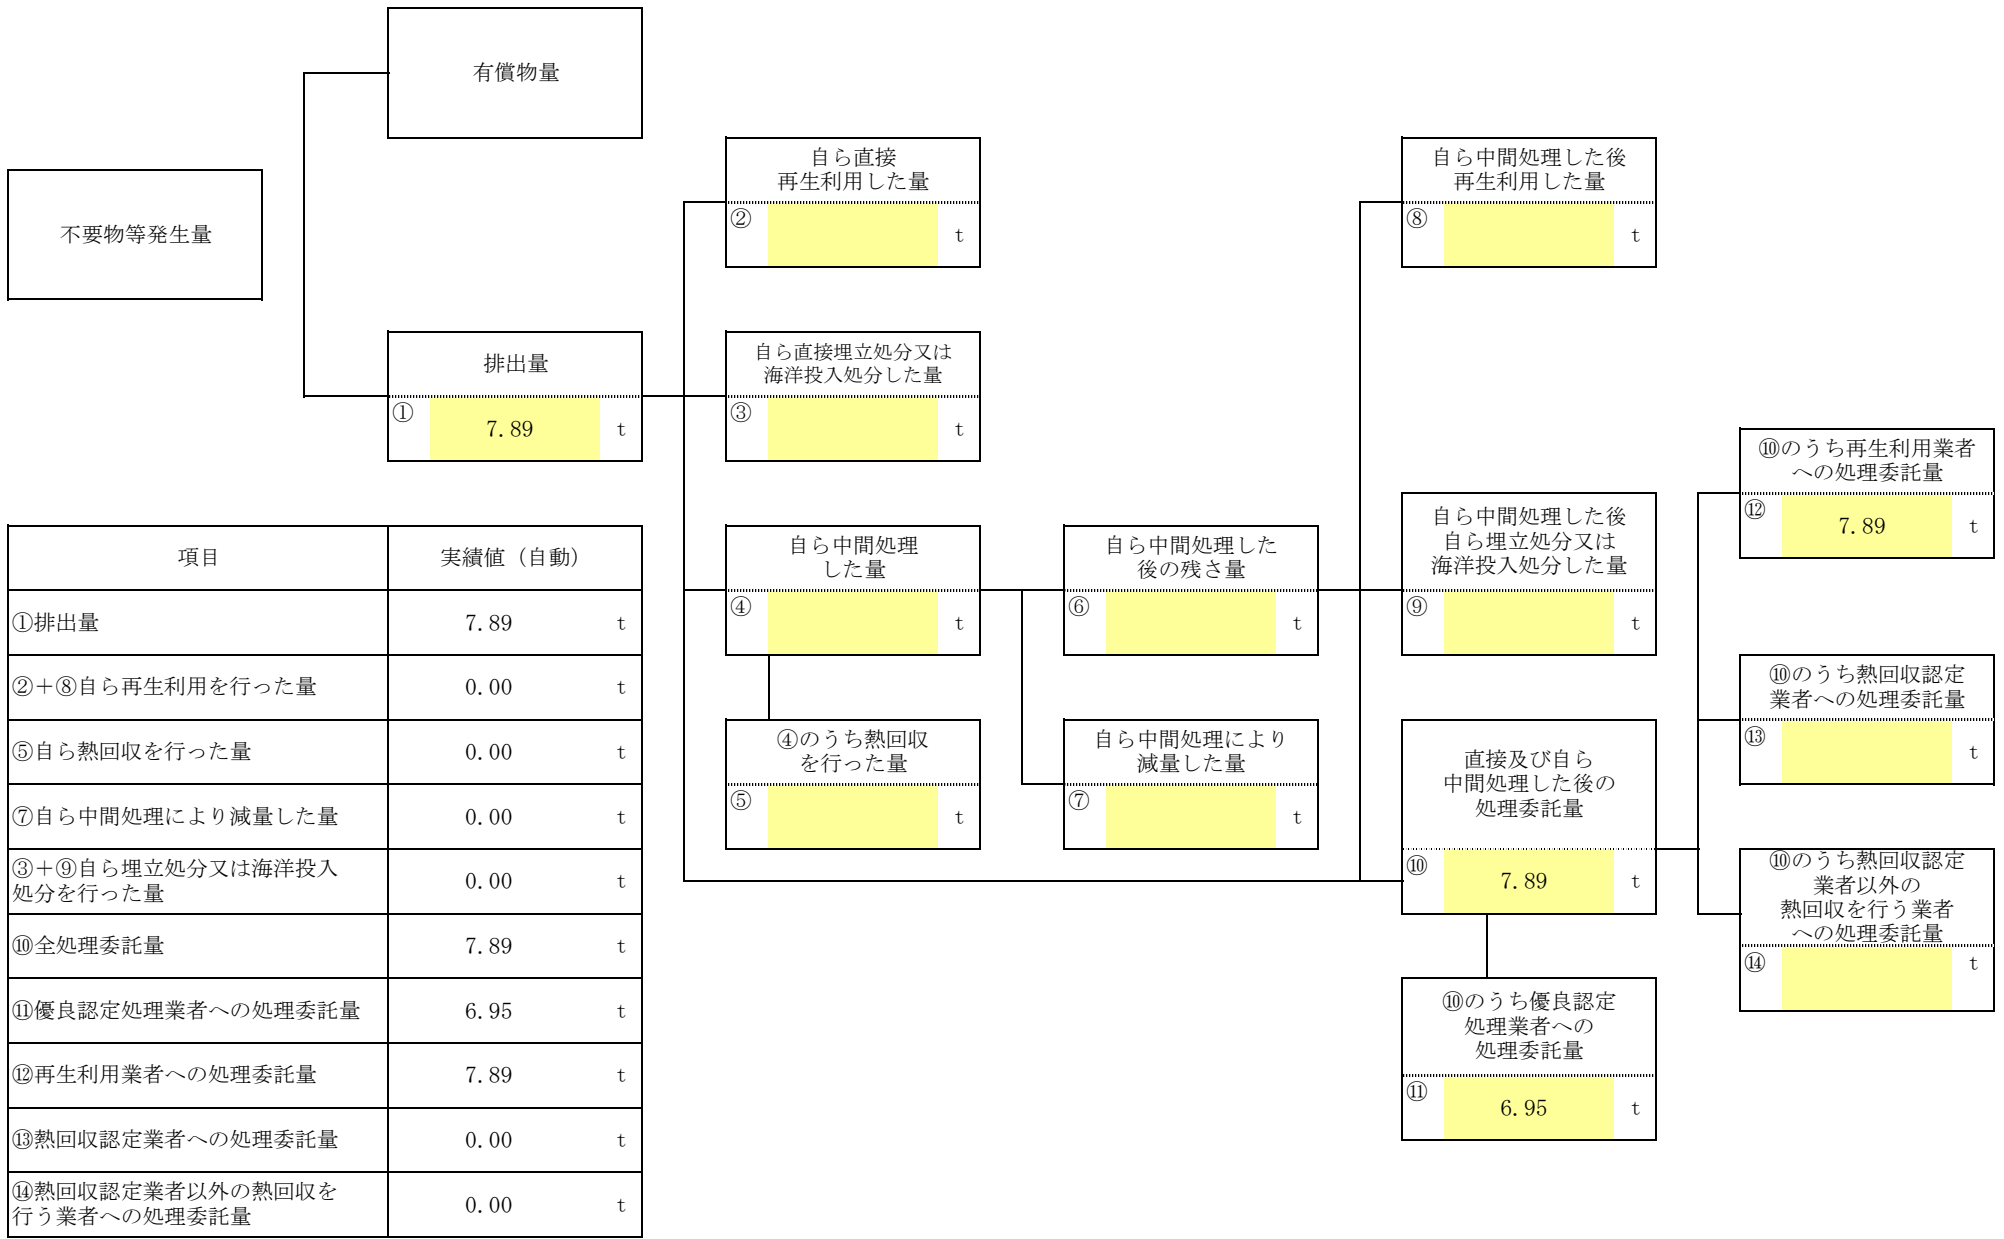 有償物量
不要物等発生量
排出量
① 7.89 t
自ら直接
再生利用した量
② t
自ら直接埋立処分又は
海洋投入処分した量
③ t
自ら中間処理
した量
④ t
④のうち熱回収
を行った量
⑤ t
自ら中間処理した
後の残さ量
⑥ t
自ら中間処理により
減量した量
⑦ t
自ら中間処理した後
再生利用した量
⑧ t
自ら中間処理した後
自ら埋立処分又は
海洋投入処分した量
⑨ t
直接及び自ら
中間処理した後の
処理委託量
⑩ 7.89 t
⑩のうち優良認定
処理業者への
処理委託量
⑪ 6.95 t
⑩のうち再生利用業者
への処理委託量
⑫ 7.89 t
⑩のうち熱回収認定
業者への処理委託量
⑬ t
⑩のうち熱回収認定
業者以外の
熱回収を行う業者
への処理委託量
⑭ t
項目 実績値（自動）
①排出量 7.89 t
②＋⑧自ら再生利用を行った量 0.00 t
⑤自ら熱回収を行った量 0.00 t
⑦自ら中間処理により減量した量 0.00 t
③＋⑨自ら埋立処分又は海洋投入
処分を行った量 0.00 t
⑩全処理委託量 7.89 t
⑪優良認定処理業者への処理委託量 6.95 t
⑫再生利用業者への処理委託量 7.89 t
⑬熱回収認定業者への処理委託量 0.00 t
⑭熱回収認定業者以外の熱回収を
行う業者への処理委託量 0.00 t